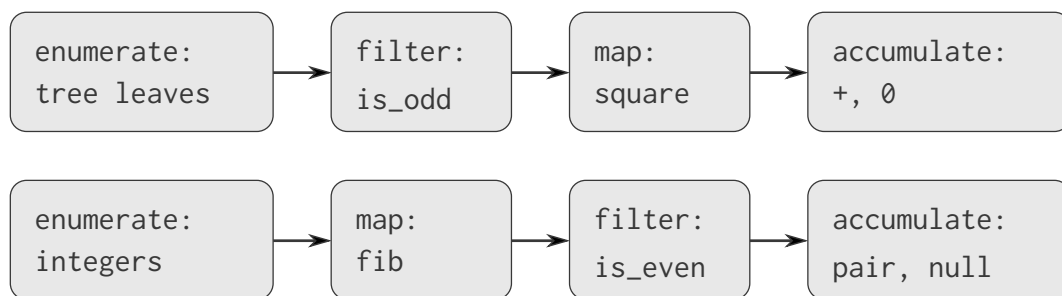 enumerate:
tree leaves
filter:
is_odd
map:
square
accumulate:
+, 0
enumerate:
integers
map:
fib
filter:
is_even
accumulate:
pair, null